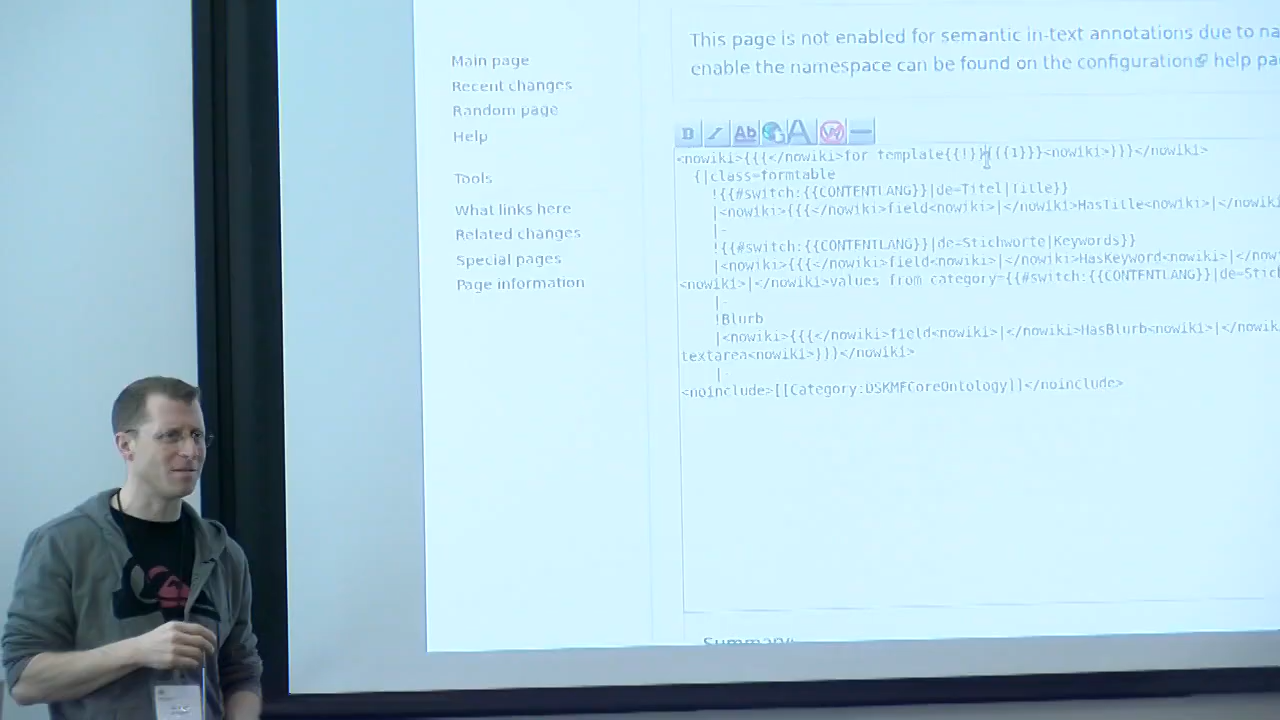 Main page
Recent changes
Random page
Help
Tools
What links here
Related changes
Special pages
Page information
This page is not enabled for semantic in-text annotations due to na
enable the namespace can be found on the configuration help pa
Ab
A
<nowiki>{{{</nowiki>for template{{!}}{{{1}}}<nowiki>}}}</nowiki>
{|class=formtable
!{{#switch:{{CONTENTLANG}}|de=Titel|Title}}
|<nowiki>{{{</nowiki>field<nowiki>|</nowiki>HasTitle<nowiki>|</nowiki
|-
!{{#switch:{{CONTENTLANG}}|de=Stichworte|Keywords}}
|<nowiki>{{{</nowiki>field<nowiki>|</nowiki>HasKeyword<nowiki>|</nowiki
<nowiki>|</nowiki>values from category={{#switch:{{CONTENTLANG}}|de=Stic
|-
!Blurb
|<nowiki>{{{</nowiki>field<nowiki>|</nowiki>HasBlurb<nowiki>|</nowik
textarea<nowiki>}}}</nowiki>
|-
<noinclude>[[Category:DSKMFCoreOntology]]</noinclude>
Summary: